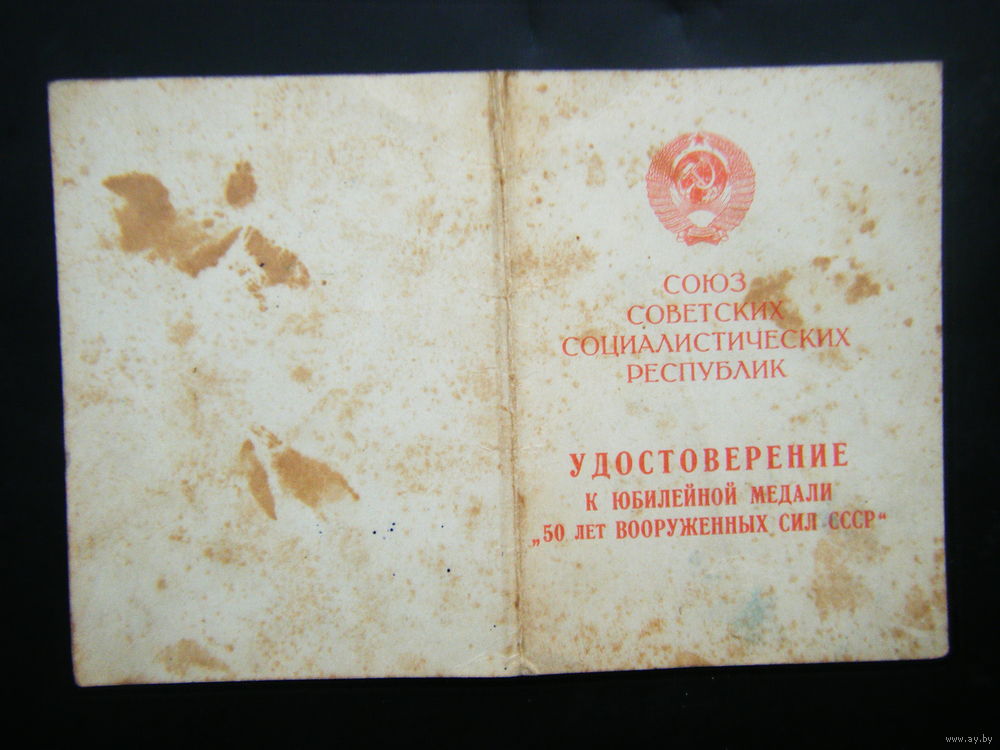 СОЮЗ
СОВЕТСКИХ
СОЦИАЛИСТИЧЕСКИХ
РЕСПУБЛИК
УДОСТОВЕРЕНИЕ
К ЮБИЛЕЙНОЙ МЕДАЛИ
„50 ЛЕТ ВООРУЖЕННЫХ СИЛ СССР“
www.ay.by